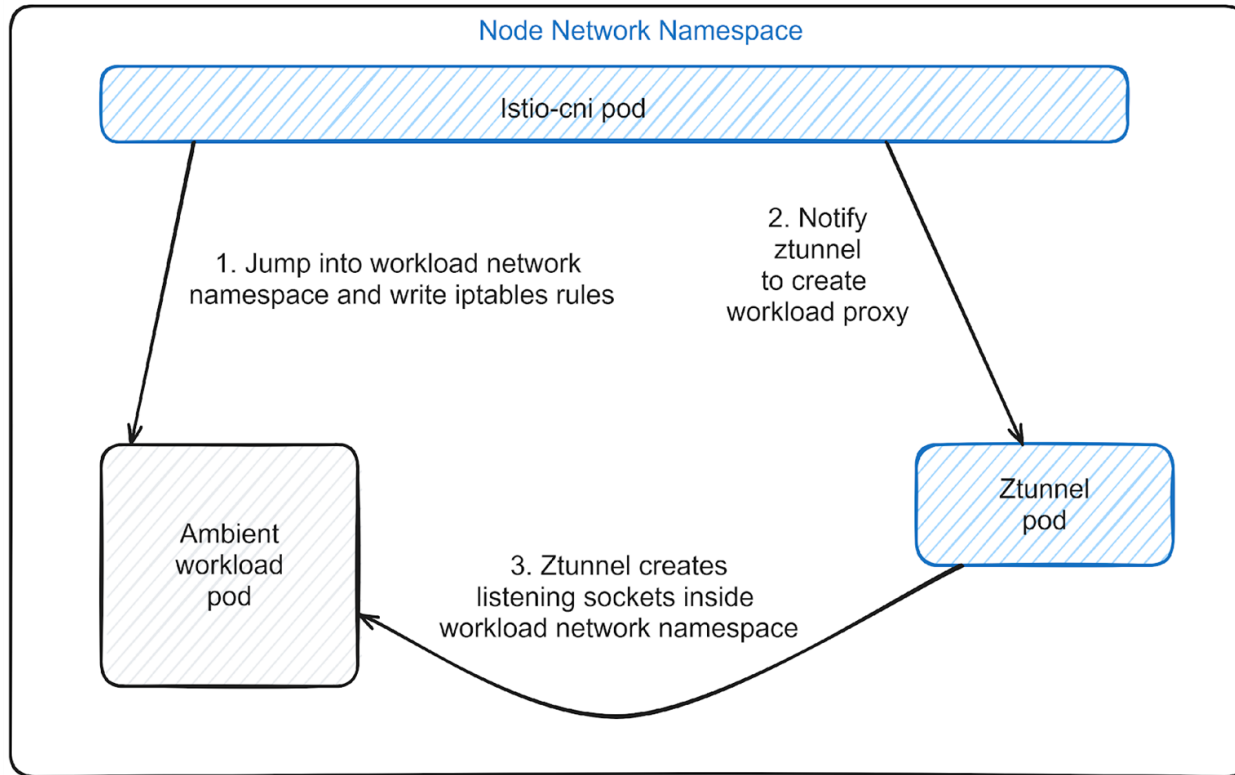 Node Network Namespace
Istio-cni pod
1. Jump into workload network
namespace and write iptables rules
2. Notify
ztunnel
to create
workload proxy
Ambient
workload
pod
Ztunnel
pod
3. Ztunnel creates
listening sockets inside
workload network namespace